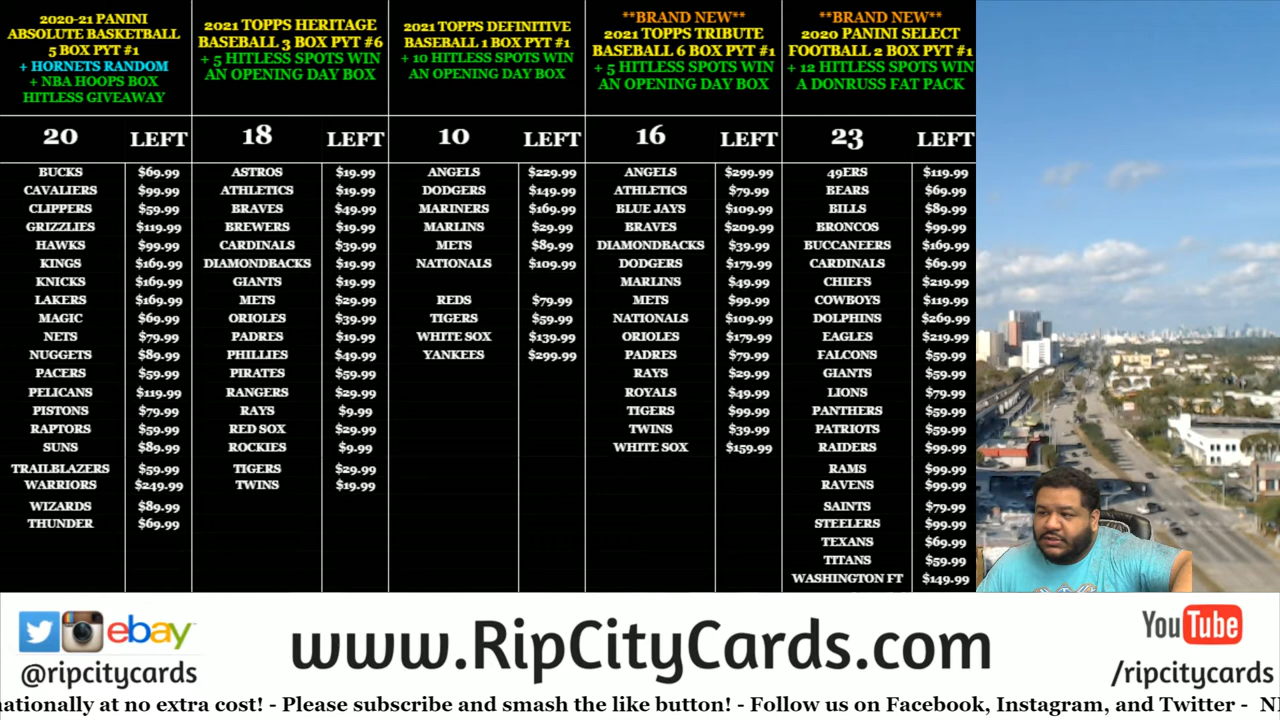 2020-21 PANINI
ABSOLUTE BASKETBALL
5 BOX PYT #1
+ HORNETS RANDOM
+ NBA HOOPS BOX
HITLESS GIVEAWAY
20 LEFT
BUCKS $69.99
CAVALIERS $99.99
CLIPPERS $59.99
GRIZZLIES $119.99
HAWKS $99.99
KINGS $169.99
KNICKS $169.99
LAKERS $169.99
MAGIC $69.99
NETS $79.99
NUGGETS $89.99
PACERS $59.99
PELICANS $119.99
PISTONS $79.99
RAPTORS $59.99
SUNS $89.99
TRAILBLAZERS $59.99
WARRIORS $249.99
WIZARDS $89.99
THUNDER $69.99
2021 TOPPS HERITAGE
BASEBALL 3 BOX PYT #6
+ 5 HITLESS SPOTS WIN
AN OPENING DAY BOX
18 LEFT
ASTROS $19.99
ATHLETICS $19.99
BRAVES $49.99
BREWERS $19.99
CARDINALS $39.99
DIAMONDBACKS $19.99
GIANTS $19.99
METS $29.99
ORIOLES $39.99
PADRES $19.99
PHILLIES $49.99
PIRATES $59.99
RANGERS $29.99
RAYS $9.99
RED SOX $29.99
ROCKIES $9.99
TIGERS $29.99
TWINS $19.99
2021 TOPPS DEFINITIVE
BASEBALL 1 BOX PYT #1
+ 10 HITLESS SPOTS WIN
AN OPENING DAY BOX
10 LEFT
ANGELS $229.99
DODGERS $149.99
MARINERS $169.99
MARLINS $29.99
METS $89.99
NATIONALS $109.99
REDS $79.99
TIGERS $59.99
WHITE SOX $139.99
YANKEES $299.99
**BRAND NEW**
2021 TOPPS TRIBUTE
BASEBALL 6 BOX PYT #1
+ 5 HITLESS SPOTS WIN
AN OPENING DAY BOX
16 LEFT
ANGELS $299.99
ATHLETICS $79.99
BLUE JAYS $109.99
BRAVES $209.99
DIAMONDBACKS $39.99
DODGERS $179.99
MARLINS $49.99
METS $99.99
NATIONALS $109.99
ORIOLES $179.99
PADRES $79.99
RAYS $29.99
ROYALS $49.99
TIGERS $99.99
TWINS $39.99
WHITE SOX $159.99
**BRAND NEW**
2020 PANINI SELECT
FOOTBALL 2 BOX PYT #1
+ 12 HITLESS SPOTS WIN
A DONRUSS FAT PACK
23 LEFT
49ERS $119.99
BEARS $69.99
BILLS $89.99
BRONCOS $99.99
BUCCANEERS $169.99
CARDINALS $69.99
CHIEFS $219.99
COWBOYS $119.99
DOLPHINS $269.99
EAGLES $219.99
FALCONS $59.99
GIANTS $59.99
LIONS $79.99
PANTHERS $59.99
PATRIOTS $59.99
RAIDERS $99.99
RAMS $99.99
RAVENS $99.99
SAINTS $79.99
STEELERS $99.99
TEXANS $69.99
TITANS $59.99
WASHINGTON FT $149.99
ebay
@ripcitycards
www.RipCityCards.com
YouTube
/ripcitycards
nationally at no extra cost! - Please subscribe and smash the like button! - Follow us on Facebook, Instagram, and Twitter -